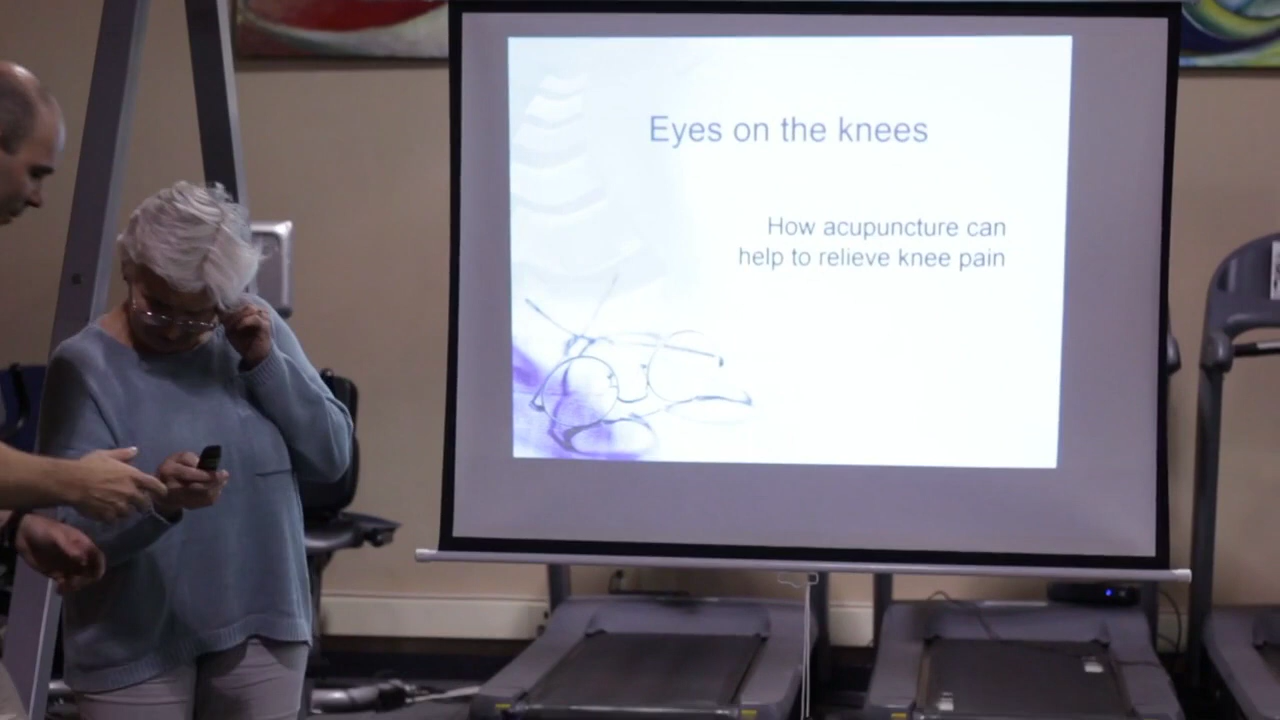 Eyes on the knees
How acupuncture can
help to relieve knee pain